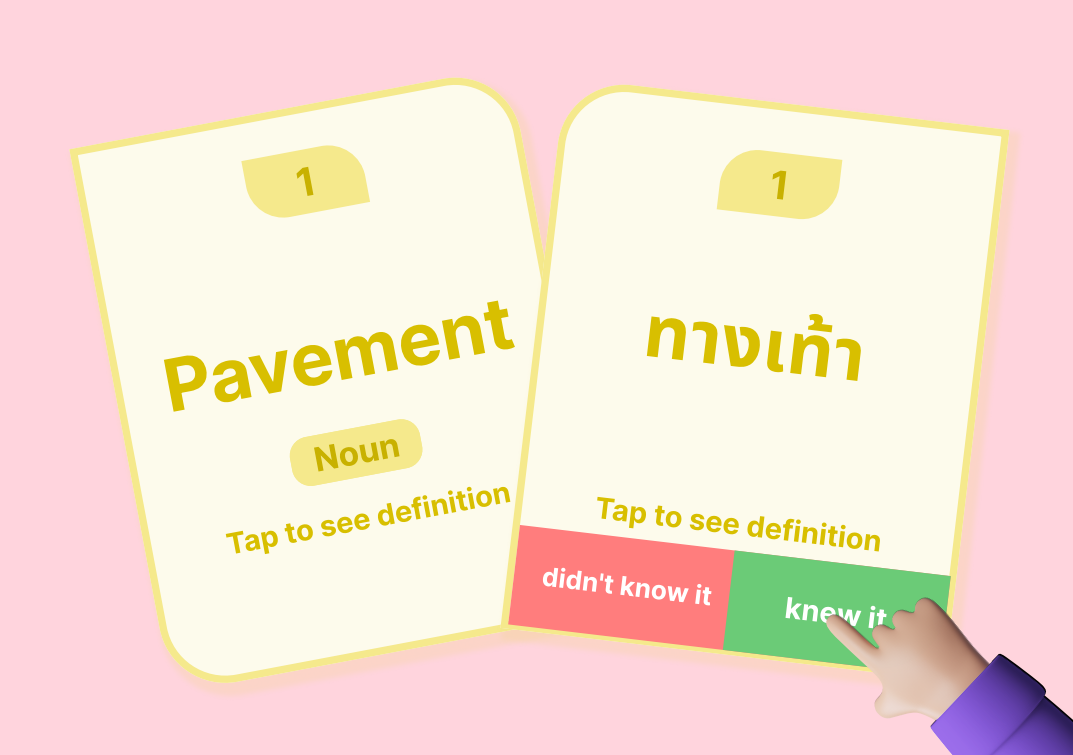 1
Pavement
Noun
Tap to see definition
1
ทางเท้า
Tap to see definition
didn't know it
knew it